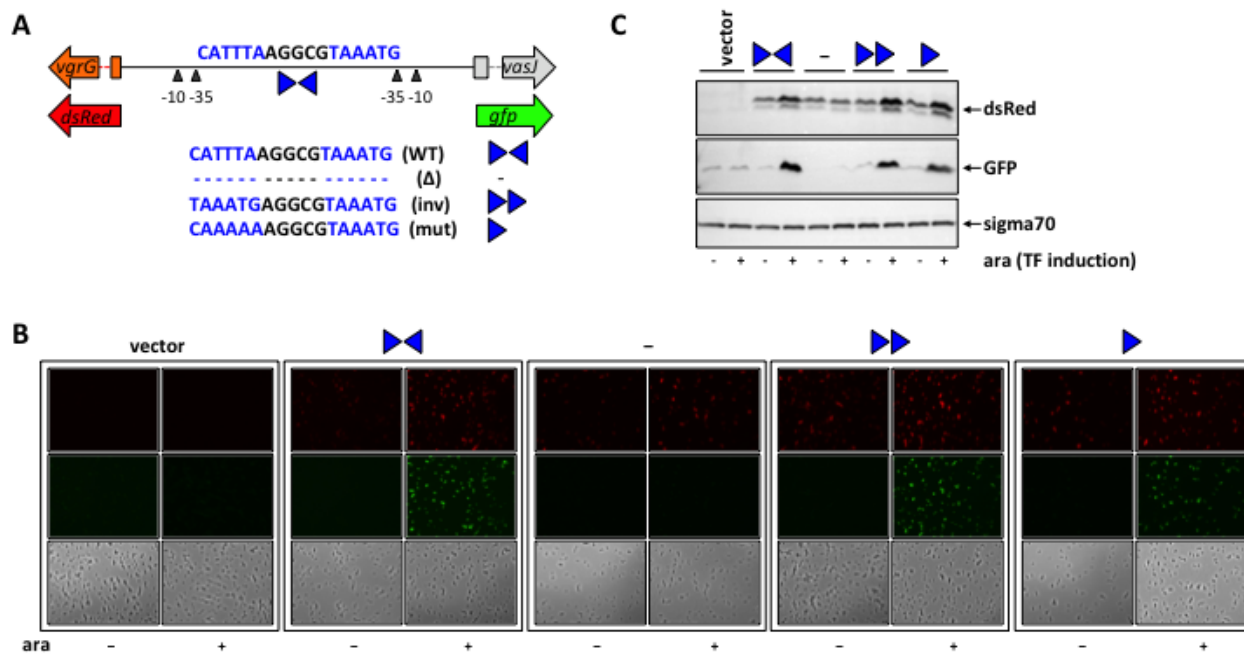 A
CATTTAAGGCGTAAATG
vgrG
vasJ
-10 -35
-35 -10
dsRed
gfp
CATTTAAGGCGTAAATG (WT)
------ ----- ------ (Δ) -
TAAATGAGGCGTAAATG (inv)
CAAAAAAGGCGTAAATG (mut)
C
vector
–
dsRed
GFP
sigma70
- + - + - + - + - + ara (TF induction)
B
vector
–
ara – + – + – + – + – +